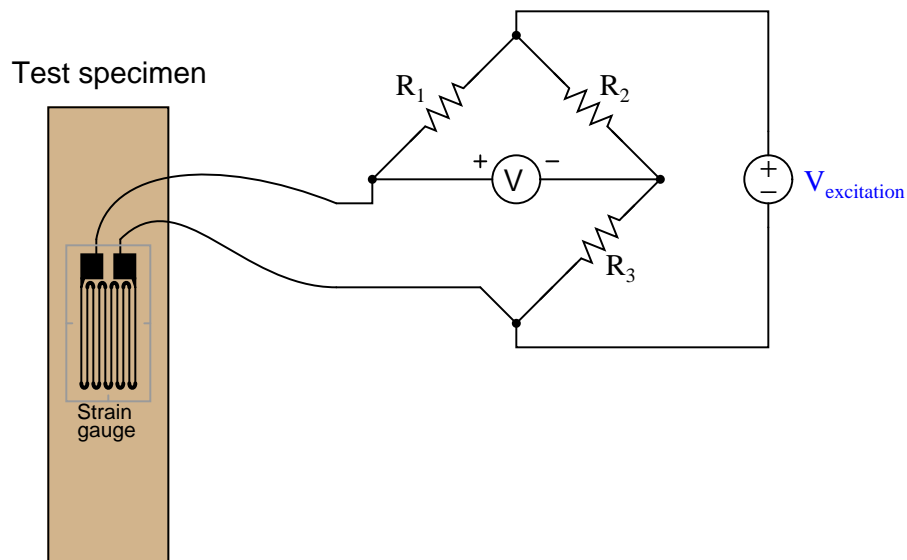 Test specimen
R1
R2
+
-
V
+
-
Vexcitation
R3
Strain
gauge